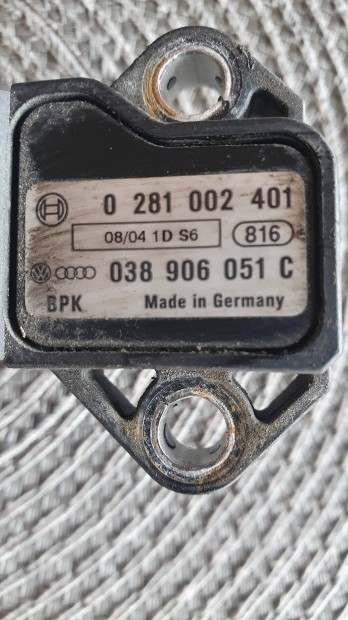 0 281 002 401
08/04 1D S6 816
038 906 051 C
BPK Made in Germany